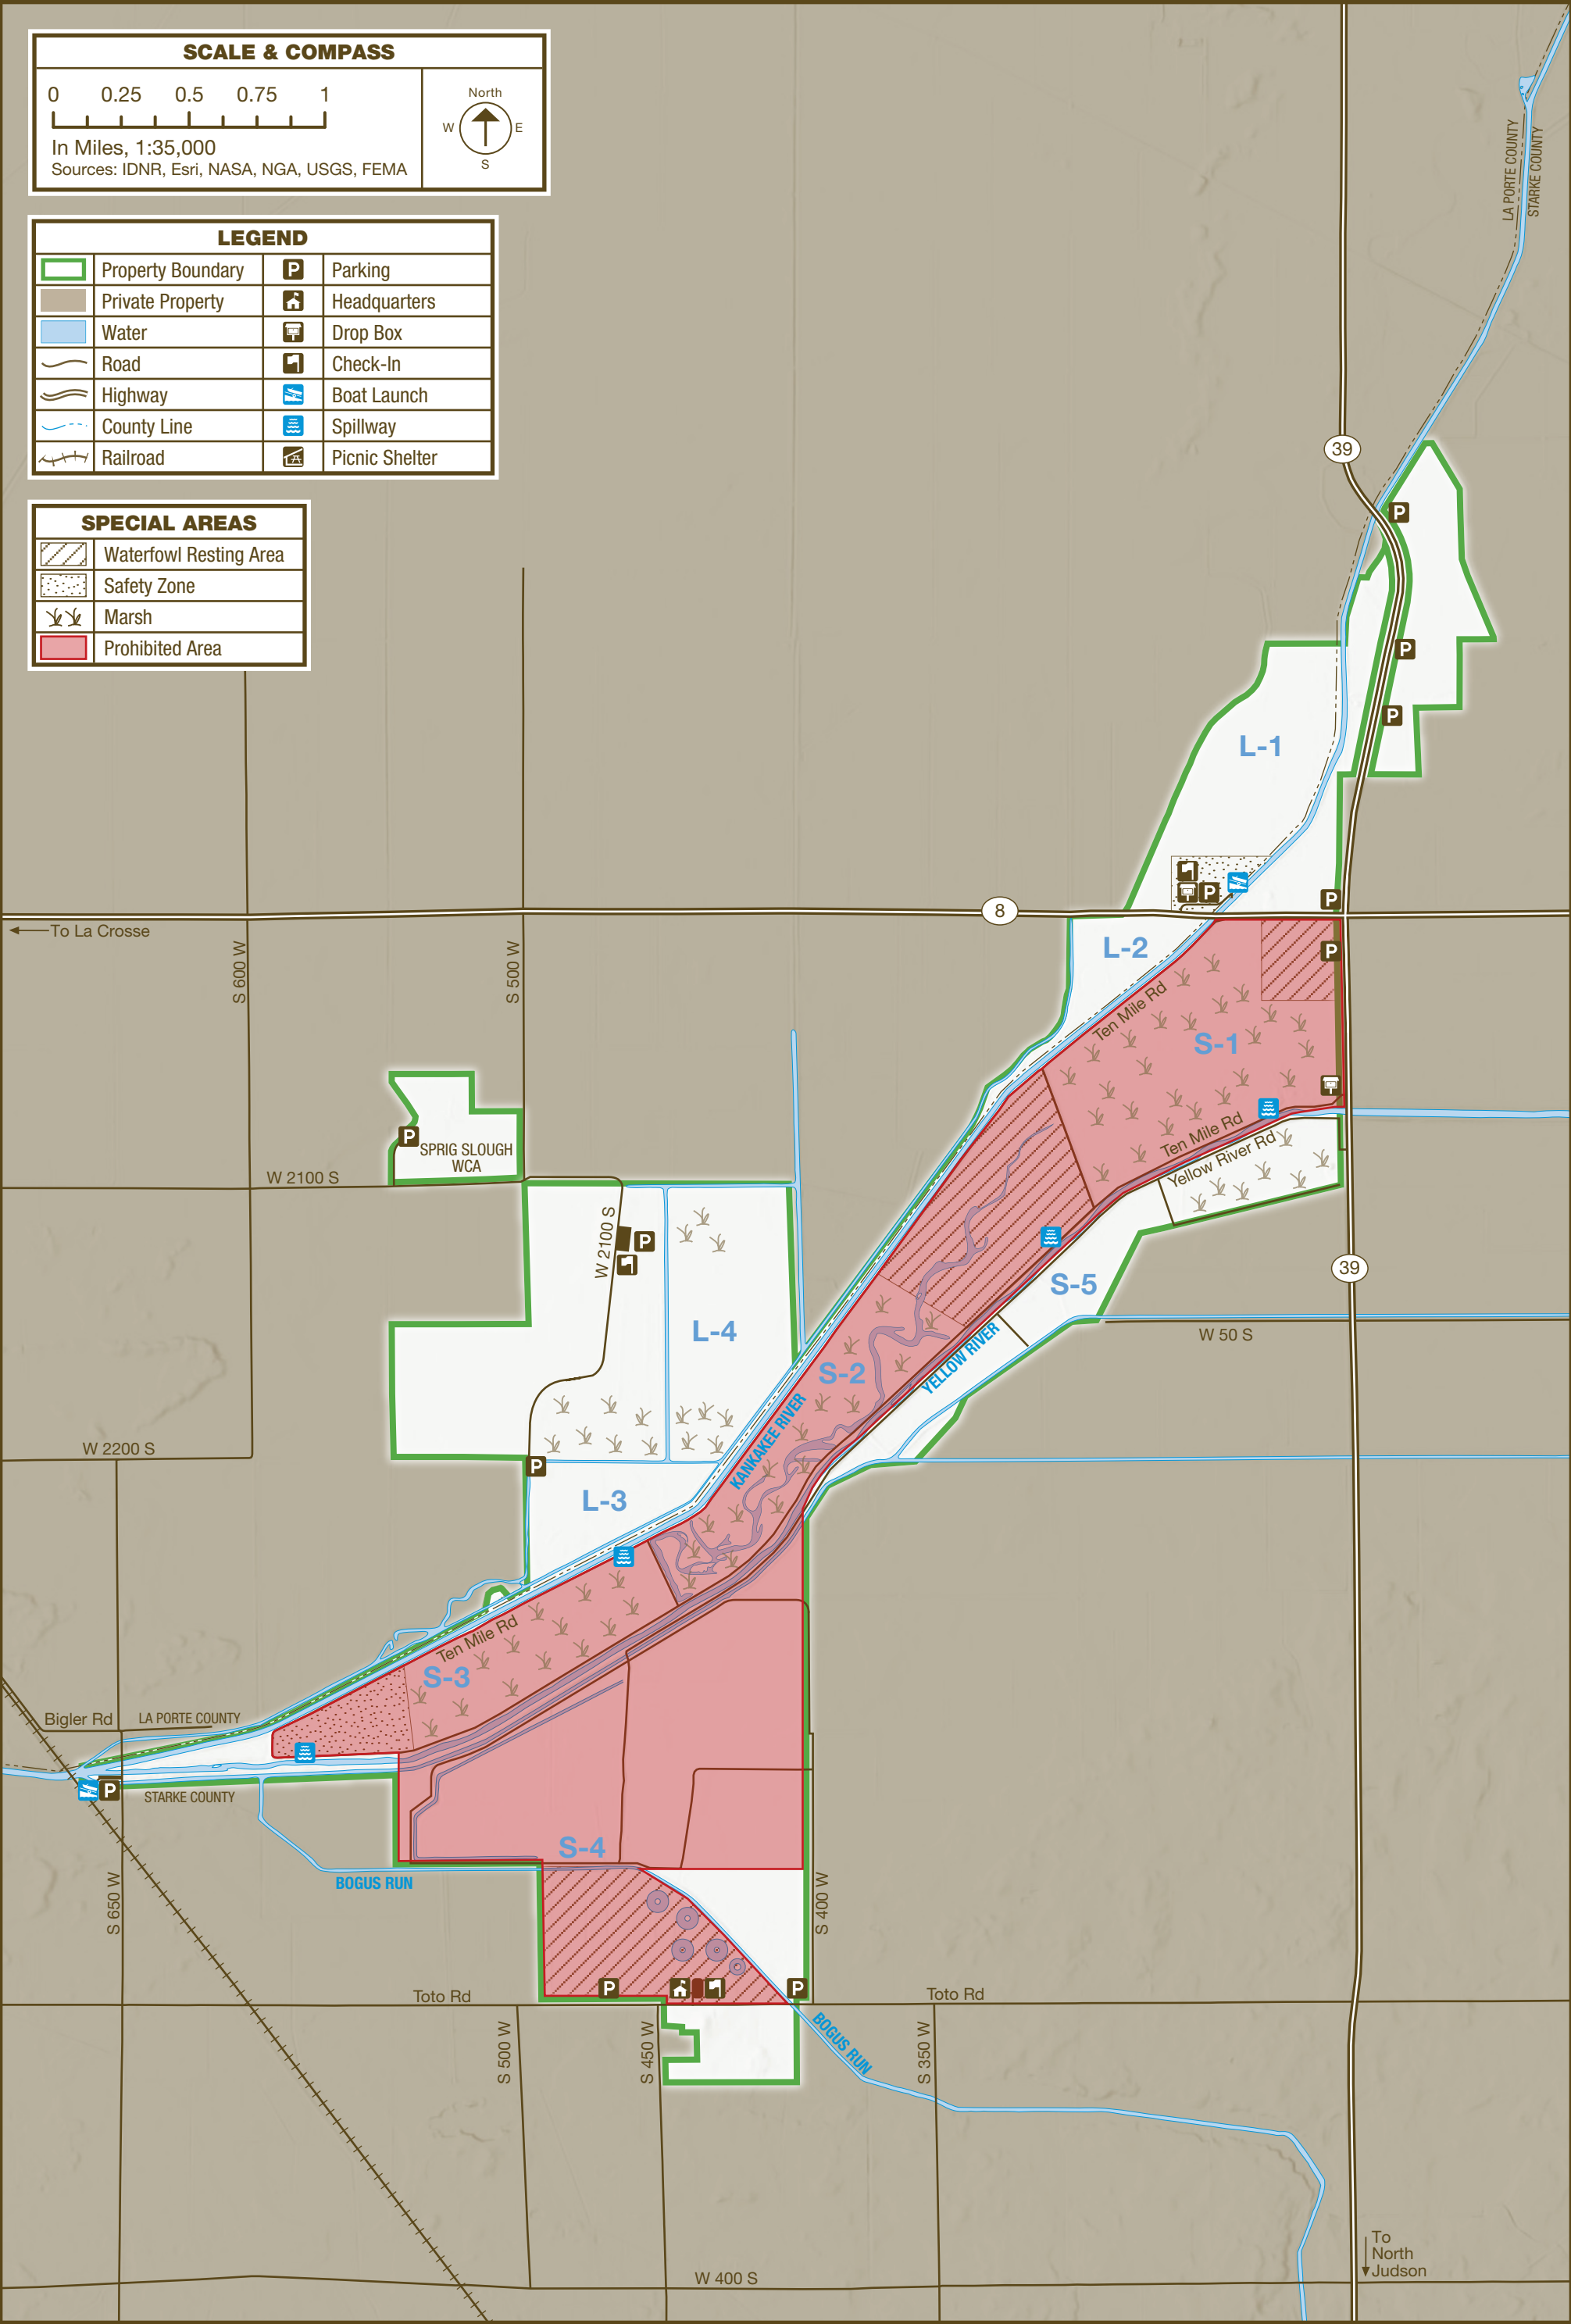 SCALE & COMPASS
0 0.25 0.5 0.75 1
In Miles, 1:35,000
Sources: IDNR, Esri, NASA, NGA, USGS, FEMA
North
W E
S
LEGEND
Property Boundary P Parking
Private Property Headquarters
Water Drop Box
Road Check-In
Highway Boat Launch
County Line Spillway
Railroad Picnic Shelter
SPECIAL AREAS
Waterfowl Resting Area
Safety Zone
Marsh
Prohibited Area
LA PORTE COUNTY
STARKE COUNTY
39
P
P
P
L-1
P
P
8
To La Crosse
L-2
P
S 600 W
S 500 W
Ten Mile Rd
S-1
P
SPRIG SLOUGH
WCA
Ten Mile Rd
Yellow River Rd
W 2100 S
W 2100 S
P
S-5
39
L-4
W 50 S
S-2
YELLOW RIVER
KANKAKEE RIVER
W 2200 S
P
L-3
Ten Mile Rd
S-3
Bigler Rd
LA PORTE COUNTY
P
STARKE COUNTY
S-4
BOGUS RUN
S 650 W
S 400 W
P
P
Toto Rd
Toto Rd
BOGUS RUN
S 500 W
S 450 W
S 350 W
To
North
Judson
W 400 S